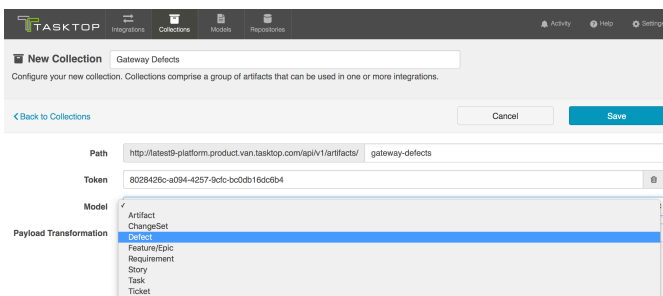 TASKTOP
Integrations
Collections
Models
Repositories
Activity
Help
Settings
New Collection
Gateway Defects
Configure your new collection. Collections comprise a group of artifacts that can be used in one or more integrations.
Back to Collections
Cancel
Save
Path
http://latest9-platform.product.van.tasktop.com/api/v1/artifacts/
gateway-defects
Token
8028426c-a094-4257-9cfc-bc0db16dc6b4
Model
Artifact
ChangeSet
Defect
Feature/Epic
Requirement
Story
Task
Ticket
Payload Transformation